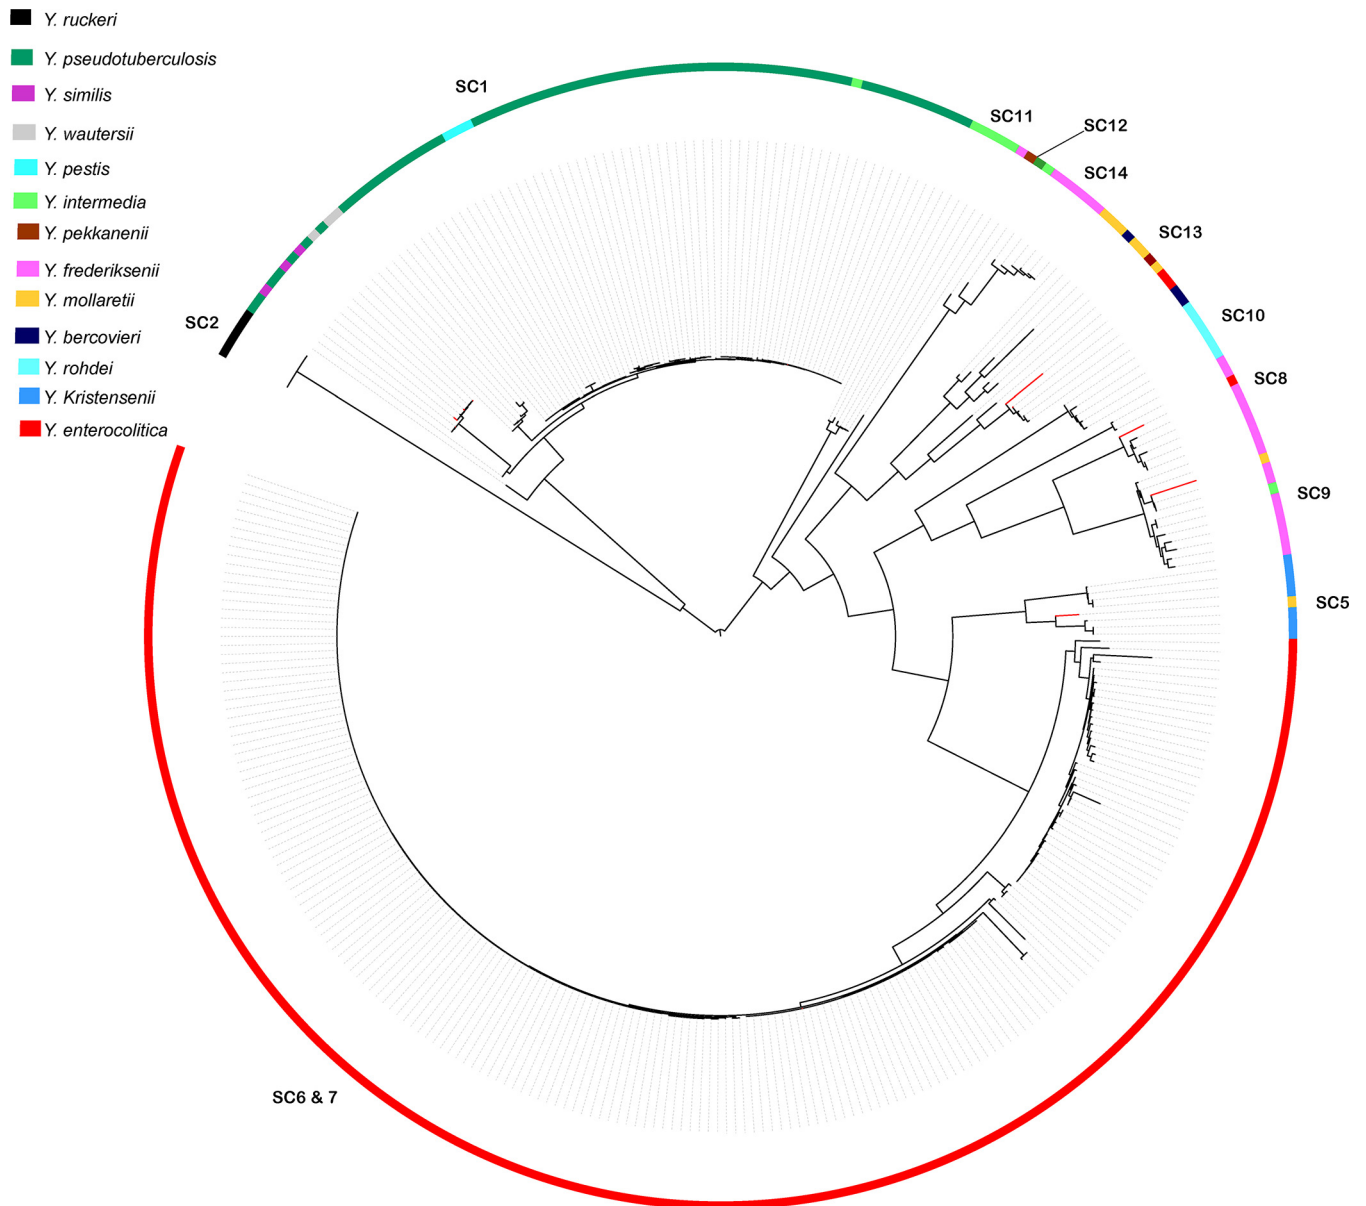 Y. ruckeri
Y. pseudotuberculosis
Y. similis
Y. wautersii
Y. pestis
Y. intermedia
Y. pekkanenii
Y. frederiksenii
Y. mollaretii
Y. bercovieri
Y. rohdei
Y. Kristensenii
Y. enterocolitica
SC1
SC11
SC12
SC14
SC13
SC2
SC10
SC8
SC9
SC5
SC6 & 7